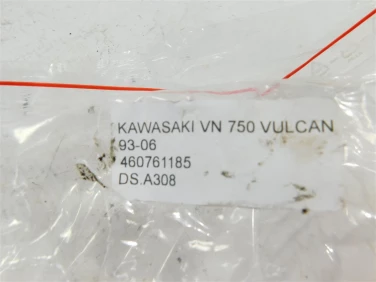 KAWASAKI VN 750 VULCAN
93-06
460761185
DS.A308